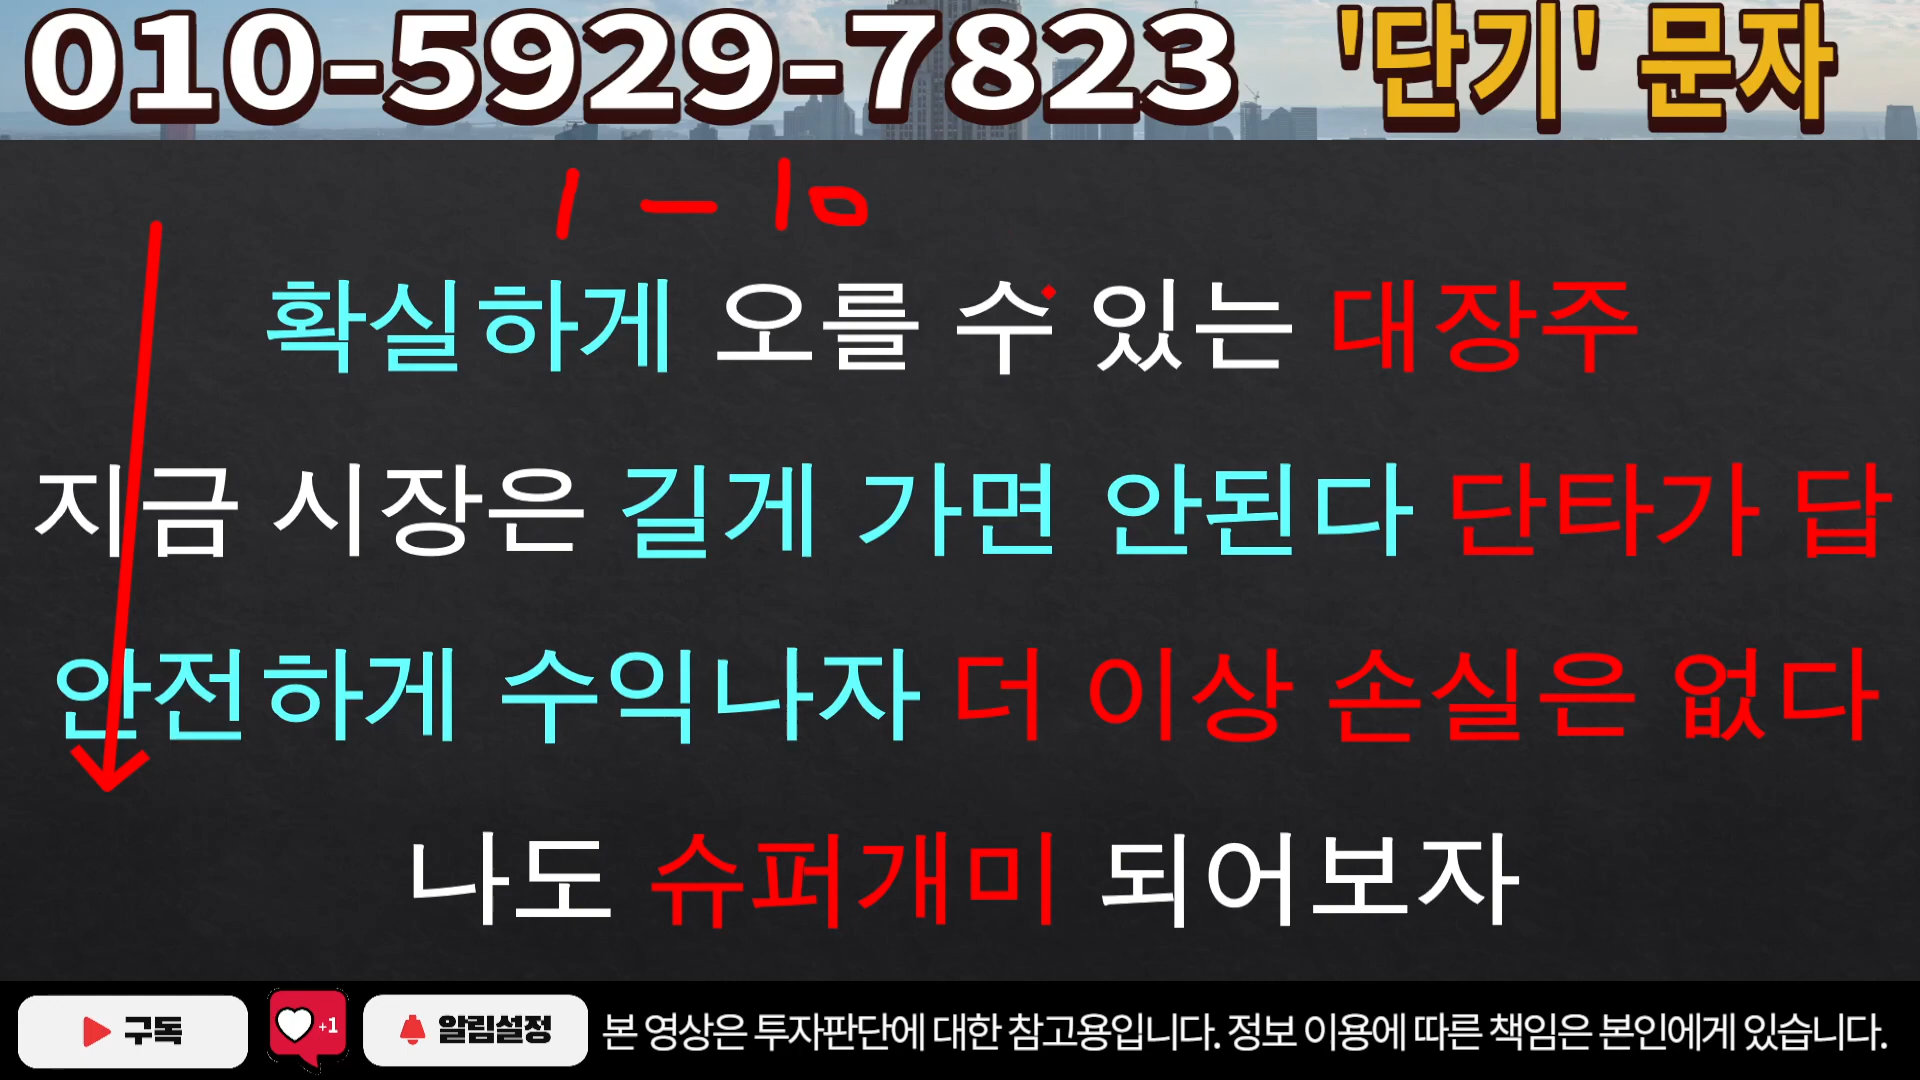 010-5929-7823 '단기' 문자
1 - 10
확실하게 오를 수 있는 대장주
지금 시장은 길게 가면 안된다 단타가 답
안전하게 수익나자 더 이상 손실은 없다
나도 슈퍼개미 되어보자
구독 +1 알림설정 본 영상은 투자판단에 대한 참고용입니다. 정보 이용에 따른 책임은 본인에게 있습니다.